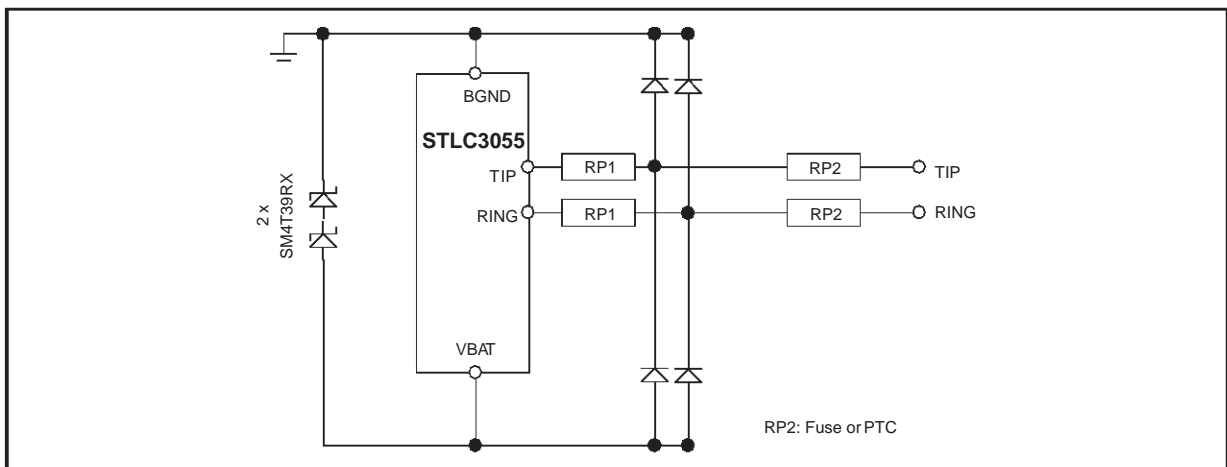 BGND
STLC3055
TIP
RP1
RP2
TIP
RING
RP1
RP2
RING
2 x
SM4T39RX
VBAT
RP2: Fuse or PTC